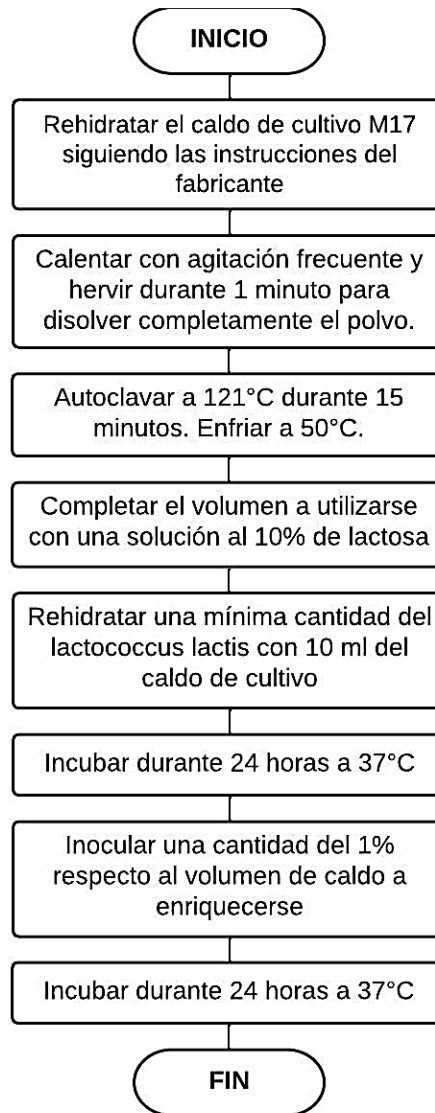 INICIO
Rehidratar el caldo de cultivo M17
siguiendo las instrucciones del
fabricante
Calentar con agitación frecuente y
hervir durante 1 minuto para
disolver completamente el polvo.
Autoclavar a 121°C durante 15
minutos. Enfriar a 50°C.
Completar el volumen a utilizarse
con una solución al 10% de lactosa
Rehidratar una mínima cantidad del
lactococcus lactis con 10 ml del
caldo de cultivo
Incubar durante 24 horas a 37°C
Inocular una cantidad del 1%
respecto al volumen de caldo a
enriquecerse
Incubar durante 24 horas a 37°C
FIN